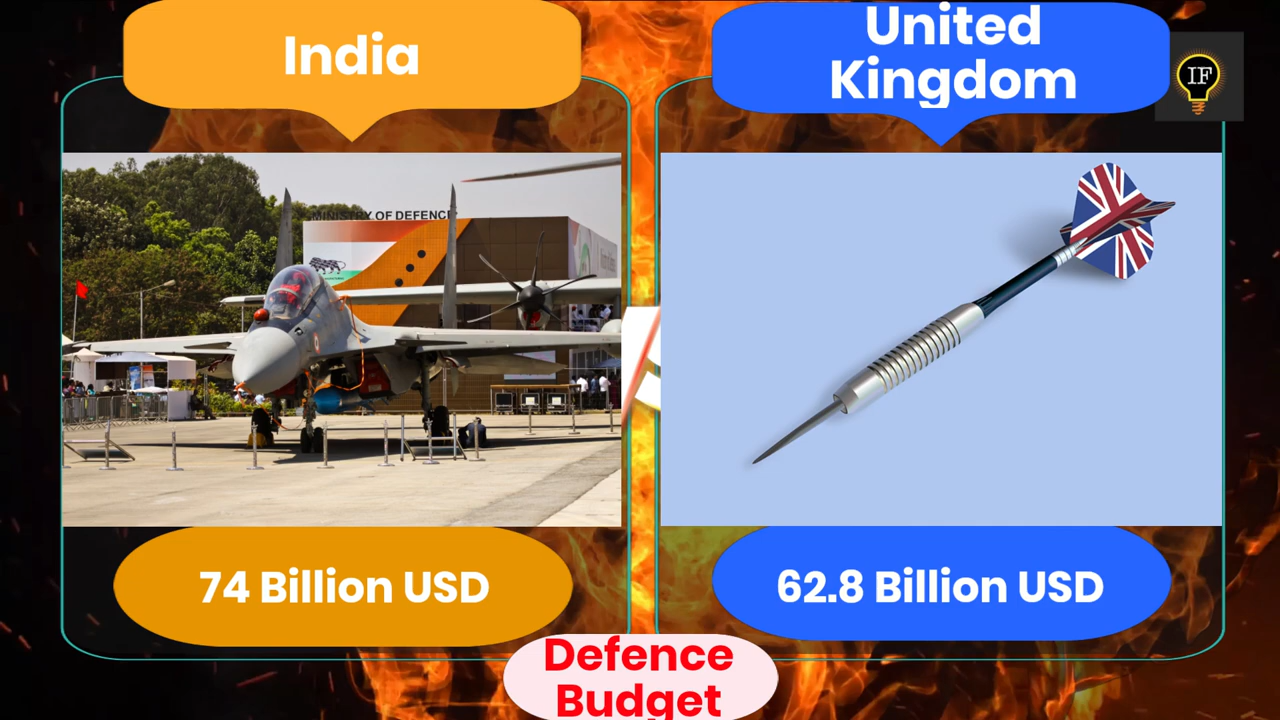 India
United
Kingdom
IF
MINISTRY OF DEFENCE
74 Billion USD
62.8 Billion USD
Defence
Budget